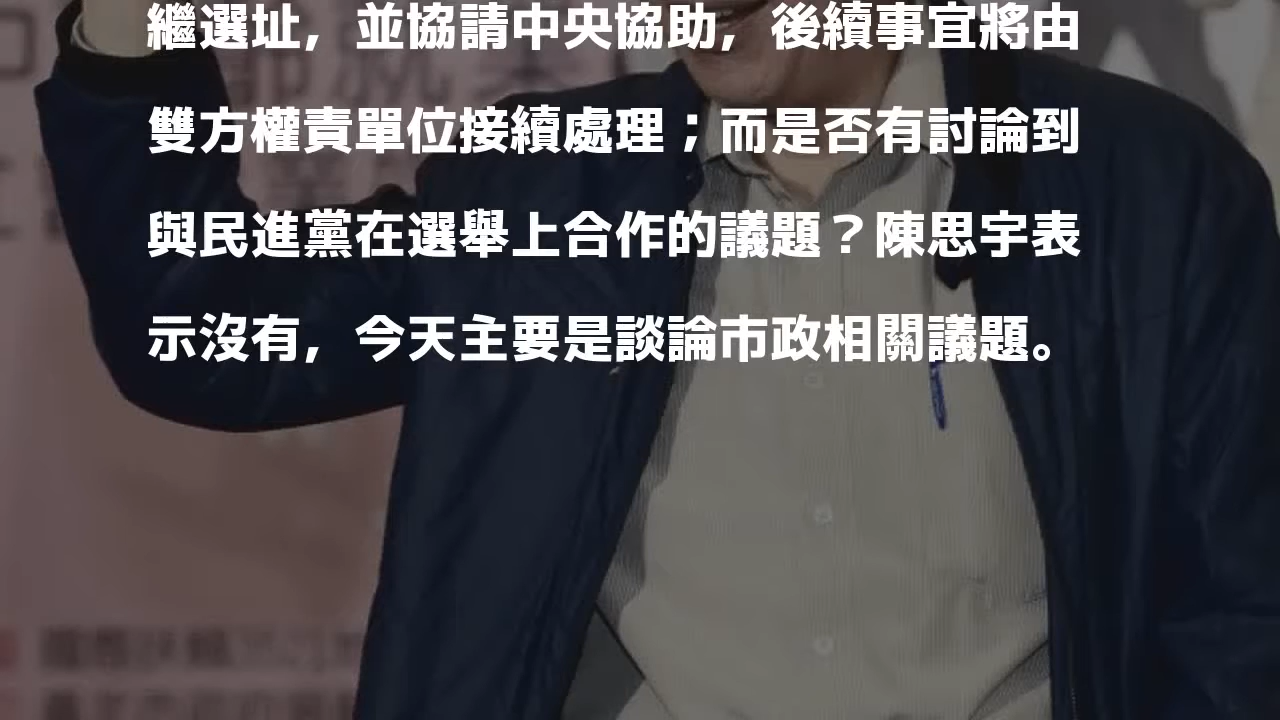 繼選址，並協請中央協助，後續事宜將由
雙方權責單位接續處理；而是否有討論到
與民進黨在選舉上合作的議題？陳思宇表
示沒有，今天主要是談論市政相關議題。